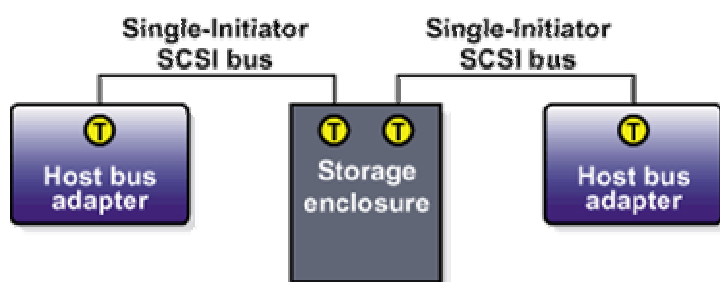 Single-Initiator
SCSI bus
Single-Initiator
SCSI bus
T
T
T
T
Host bus
adapter
Storage
enclosure
Host bus
adapter